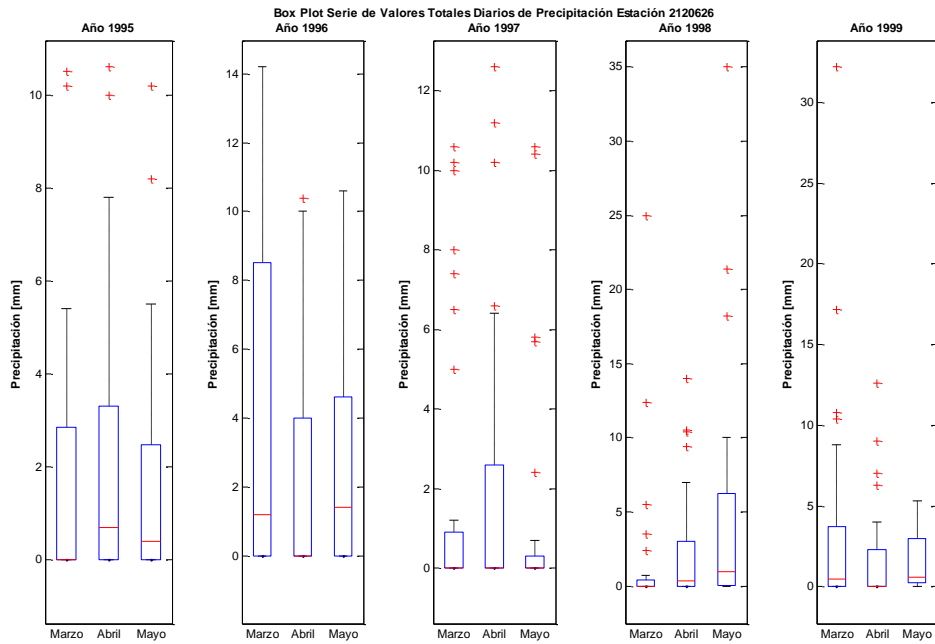 Box Plot Serie de Valores Totales Diarios de Precipitación Estación 2120626
Año 1995
Año 1996
Año 1997
Año 1998
Año 1999
Precipitación [mm]
10
8
6
4
2
0
Marzo Abril Mayo
Precipitación [mm]
14
12
10
8
6
4
2
0
Marzo Abril Mayo
Precipitación [mm]
12
10
8
6
4
2
0
Marzo Abril Mayo
Precipitación [mm]
35
30
25
20
15
10
5
0
Marzo Abril Mayo
Precipitación [mm]
30
25
20
15
10
5
0
Marzo Abril Mayo